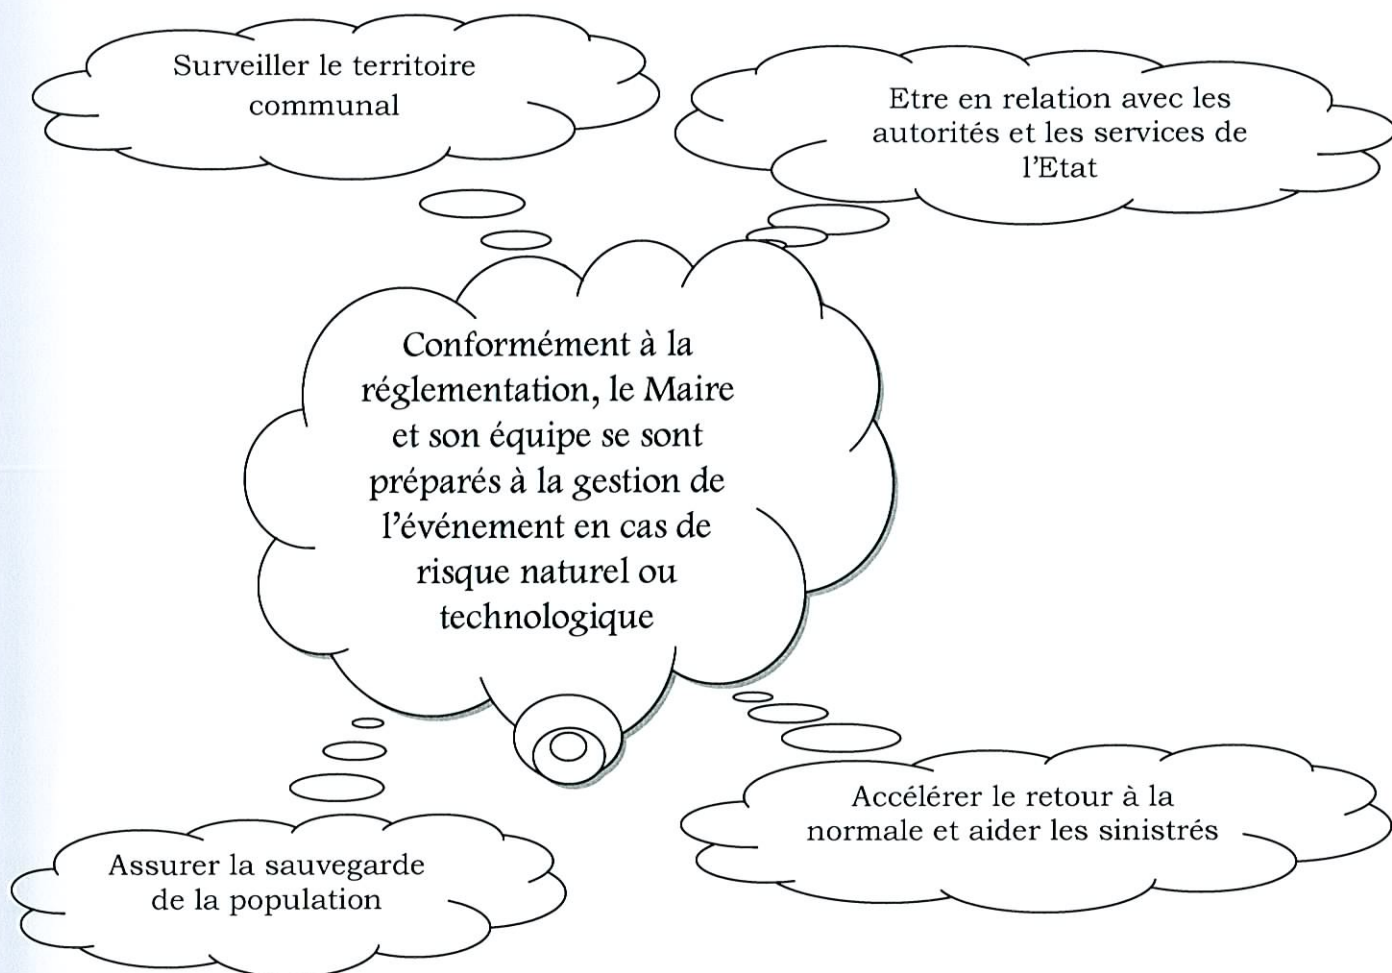 Surveiller le territoire
communal
Etre en relation avec les
autorités et les services de
l'Etat
Conformément à la
réglementation, le Maire
et son équipe se sont
préparés à la gestion de
l'événement en cas de
risque naturel ou
technologique
Accélérer le retour à la
normale et aider les sinistrés
Assurer la sauvegarde
de la population